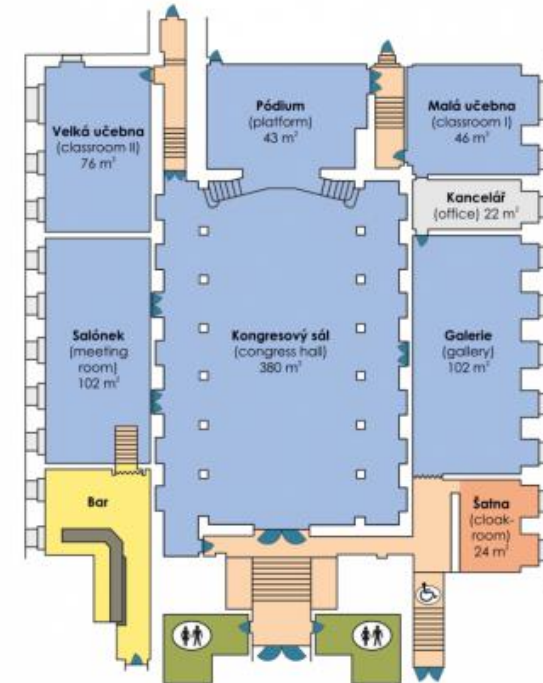 Velká učebna
(classroom II)
76 m²
Pódium
(platform)
43 m²
Malá učebna
(classroom I)
46 m²
Kancelář
(office) 22 m²
Salónek
(meeting
room)
102 m²
Kongresový sál
(congress hall)
380 m²
Galerie
(gallery)
102 m²
Bar
Šatna
(cloak-
room)
24 m²